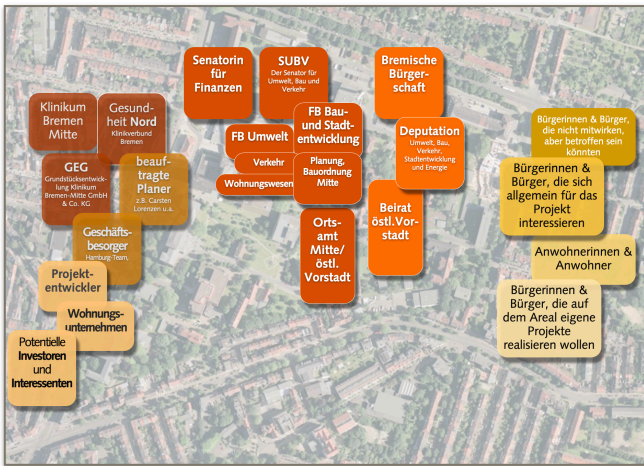 Senatorin
für
Finanzen
SUBV
Der Senator für
Umwelt, Bau und
Verkehr
Bremische
Bürger-
schaft
Klinikum
Bremen
Mitte
Gesund-
heit Nord
Klinikverbund
Bremen
FB Umwelt
FB Bau-
und Stadt-
entwicklung
Deputation
Umwelt, Bau,
Verkehr,
Stadtentwicklung
und Energie
Bürgerinnen & Bürger,
die nicht mitwirken,
aber betroffen sein
könnten
GEG
Grundstücksentwick-
lung Klinikum
Bremen-Mitte GmbH
& Co. KG
beauf-
tragte
Planer
z.B. Carsten
Lorenzen u.a.
Verkehr
Wohnungswesen
Planung,
Bauordnung
Mitte
Bürgerinnen &
Bürger, die sich
allgemein für das
Projekt
interessieren
Beirat
östl.Vor-
stadt
Geschäfts-
besorger
Hamburg-Team,
Orts-
amt
Mitte/
östl.
Vorstadt
Anwohnerinnen &
Anwohner
Projekt-
entwickler
Wohnungs-
unternehmen
Bürgerinnen &
Bürger, die auf
dem Areal eigene
Projekte
realisieren wollen
Potentielle
Investoren
und
Interessenten